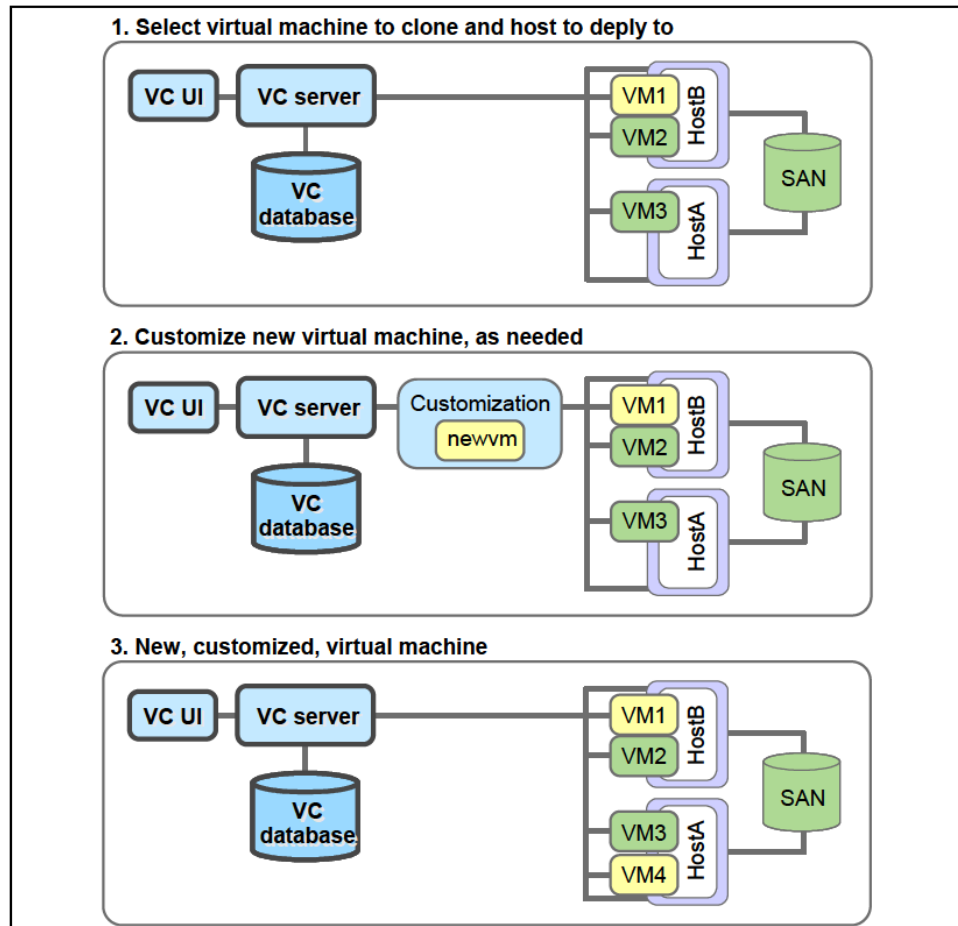 1. Select virtual machine to clone and host to deply to
VC UI
VC server
VC
database
VM1
VM2
HostB
VM3
HostA
SAN
2. Customize new virtual machine, as needed
VC UI
VC server
Customization
newvm
VC
database
VM1
VM2
HostB
VM3
HostA
SAN
3. New, customized, virtual machine
VC UI
VC server
VC
database
VM1
VM2
HostB
VM3
VM4
HostA
SAN